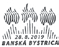 28. 8. 2019
BANSKÁ BYSTRICA